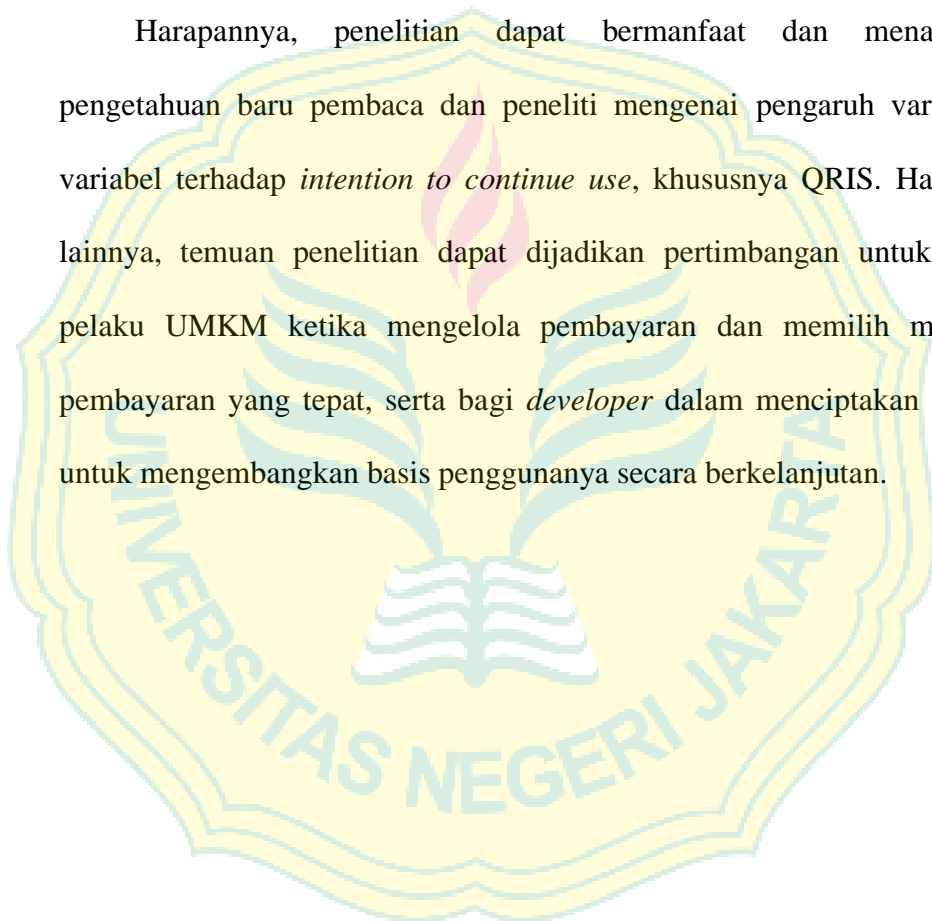 Harapannya, penelitian dapat bermanfaat dan mena
pengetahuan baru pembaca dan peneliti mengenai pengaruh var
variabel terhadap intention to continue use, khususnya QRIS. Ha
lainnya, temuan penelitian dapat dijadikan pertimbangan untuk
pelaku UMKM ketika mengelola pembayaran dan memilih m
pembayaran yang tepat, serta bagi developer dalam menciptakan
untuk mengembangkan basis penggunanya secara berkelanjutan.
UNIVERSITAS NEGERI JAKARTA